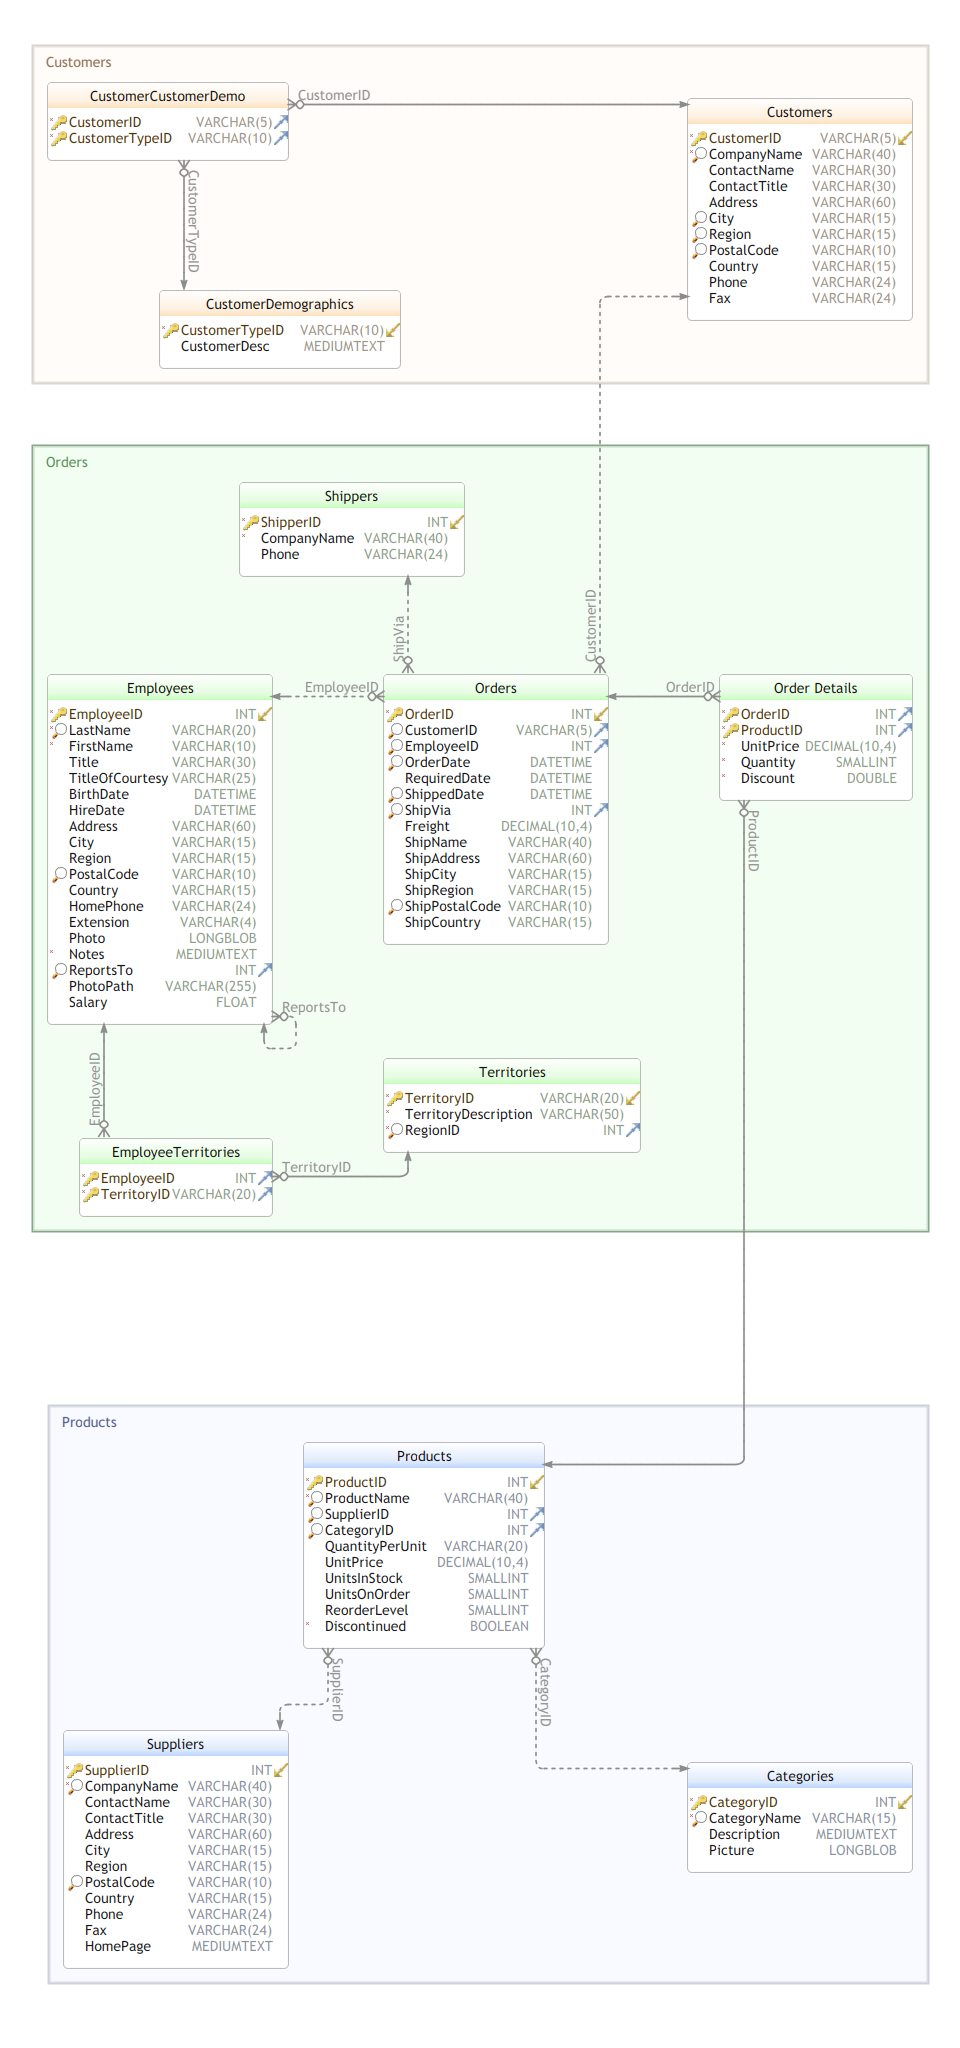 Customers
CustomerCustomerDemo
CustomerID VARCHAR(5)
CustomerTypeID VARCHAR(10)
CustomerID
Customers
CustomerID VARCHAR(5)
CompanyName VARCHAR(40)
ContactName VARCHAR(30)
ContactTitle VARCHAR(30)
Address VARCHAR(60)
City VARCHAR(15)
Region VARCHAR(15)
PostalCode VARCHAR(10)
Country VARCHAR(15)
Phone VARCHAR(24)
Fax VARCHAR(24)
CustomerTypeID
CustomerDemographics
CustomerTypeID VARCHAR(10)
CustomerDesc MEDIUMTEXT
Orders
Shippers
ShipperID INT
CompanyName VARCHAR(40)
Phone VARCHAR(24)
ShipVia
CustomerID
Employees
EmployeeID INT
LastName VARCHAR(20)
FirstName VARCHAR(10)
Title VARCHAR(30)
TitleOfCourtesy VARCHAR(25)
BirthDate DATETIME
HireDate DATETIME
Address VARCHAR(60)
City VARCHAR(15)
Region VARCHAR(15)
PostalCode VARCHAR(10)
Country VARCHAR(15)
HomePhone VARCHAR(24)
Extension VARCHAR(4)
Photo LONGBLOB
Notes MEDIUMTEXT
ReportsTo INT
PhotoPath VARCHAR(255)
Salary FLOAT
EmployeeID
Orders
OrderID INT
CustomerID VARCHAR(5)
EmployeeID INT
OrderDate DATETIME
RequiredDate DATETIME
ShippedDate DATETIME
ShipVia INT
Freight DECIMAL(10,4)
ShipName VARCHAR(40)
ShipAddress VARCHAR(60)
ShipCity VARCHAR(15)
ShipRegion VARCHAR(15)
ShipPostalCode VARCHAR(10)
ShipCountry VARCHAR(15)
OrderID
Order Details
OrderID INT
ProductID INT
UnitPrice DECIMAL(10,4)
Quantity SMALLINT
Discount DOUBLE
ProductID
ReportsTo
EmployeeID
Territories
TerritoryID VARCHAR(20)
TerritoryDescription VARCHAR(50)
RegionID INT
EmployeeTerritories
EmployeeID INT
TerritoryID VARCHAR(20)
TerritoryID
Products
Products
ProductID INT
ProductName VARCHAR(40)
SupplierID INT
CategoryID INT
QuantityPerUnit VARCHAR(20)
UnitPrice DECIMAL(10,4)
UnitsInStock SMALLINT
UnitsOnOrder SMALLINT
ReorderLevel SMALLINT
Discontinued BOOLEAN
SupplierID
CategoryID
Suppliers
SupplierID INT
CompanyName VARCHAR(40)
ContactName VARCHAR(30)
ContactTitle VARCHAR(30)
Address VARCHAR(60)
City VARCHAR(15)
Region VARCHAR(15)
PostalCode VARCHAR(10)
Country VARCHAR(15)
Phone VARCHAR(24)
Fax VARCHAR(24)
HomePage MEDIUMTEXT
Categories
CategoryID INT
CategoryName VARCHAR(15)
Description MEDIUMTEXT
Picture LONGBLOB